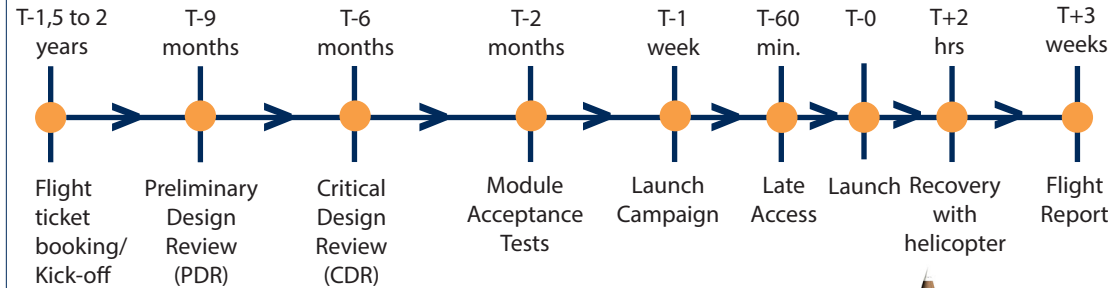 T-1,5 to 2
years
T-9
months
T-6
months
T-2
months
T-1
week
T-60
min.
T-0
T+2
hrs
T+3
weeks
Flight
ticket
booking/
Kick-off
Preliminary
Design
Review
(PDR)
Critical
Design
Review
(CDR)
Module
Acceptance
Tests
Launch
Campaign
Late
Access
Launch
Recovery
with
helicopter
Flight
Report